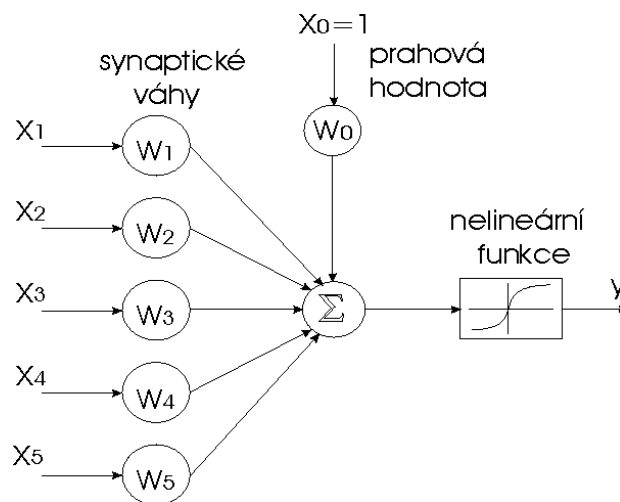 X0=1
synaptické
váhy
prahová
hodnota
X1
W1
W0
X2
W2
nelineární
funkce
X3
W3
Σ
y
X4
W4
X5
W5